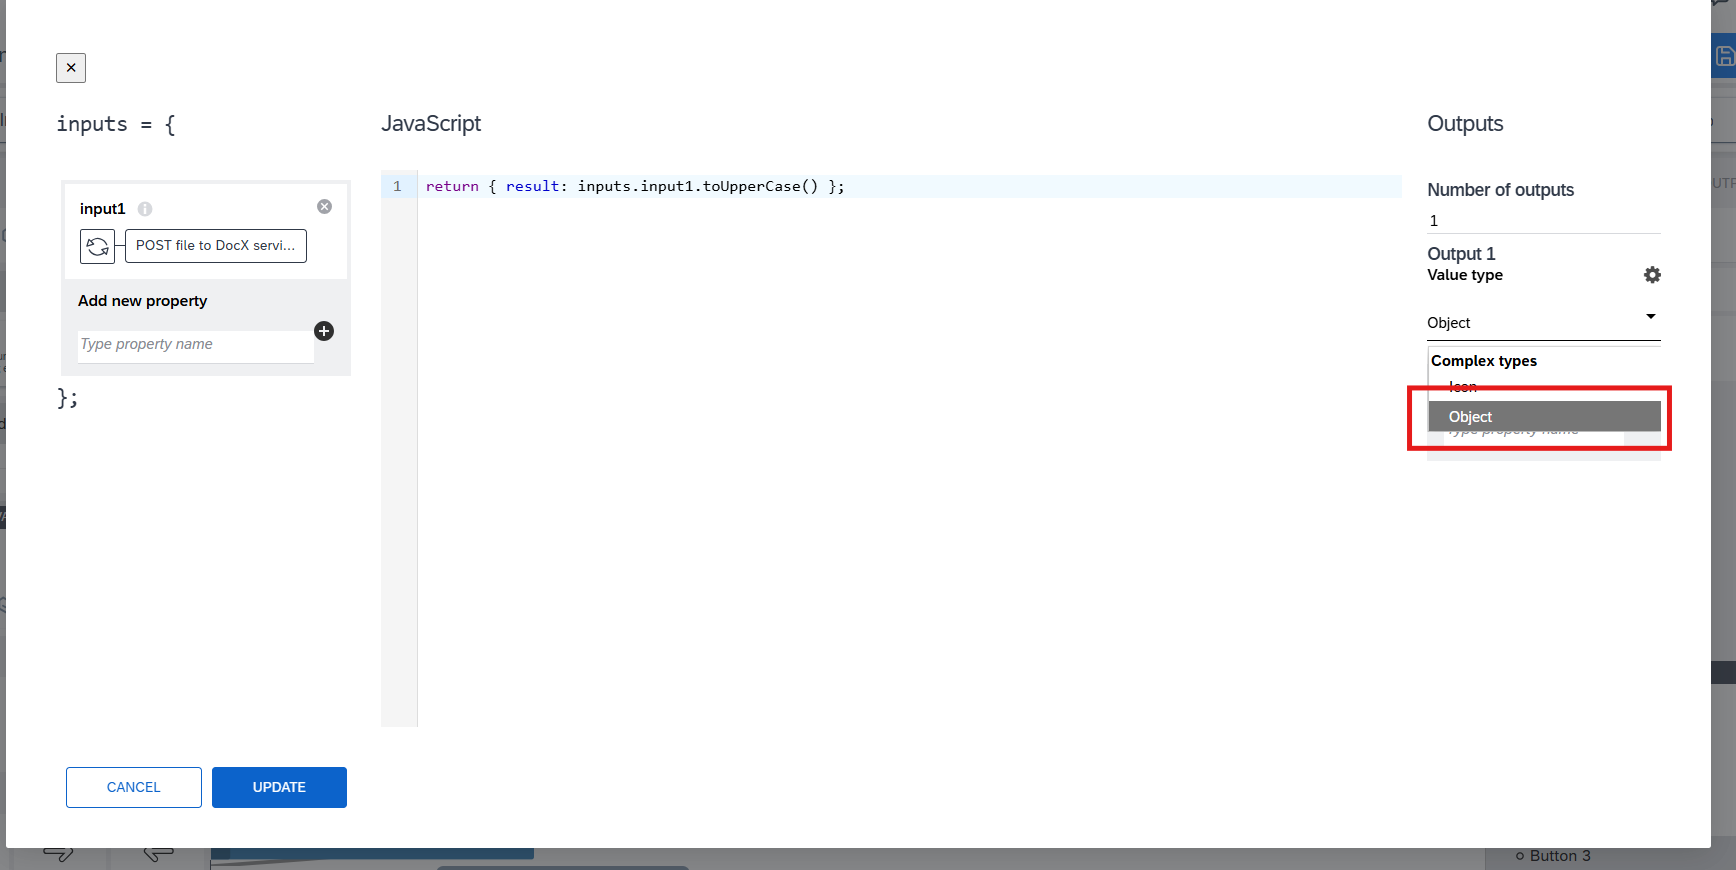 ×
inputs = {
input1
POST file to DocX servi...
Add new property
Type property name
};
CANCEL
UPDATE
JavaScript
1
return { result: inputs.input1.toUpperCase() };
Outputs
Number of outputs
1
Output 1
Value type
Object
Complex types
Icon
Object
Type property name
Button 3